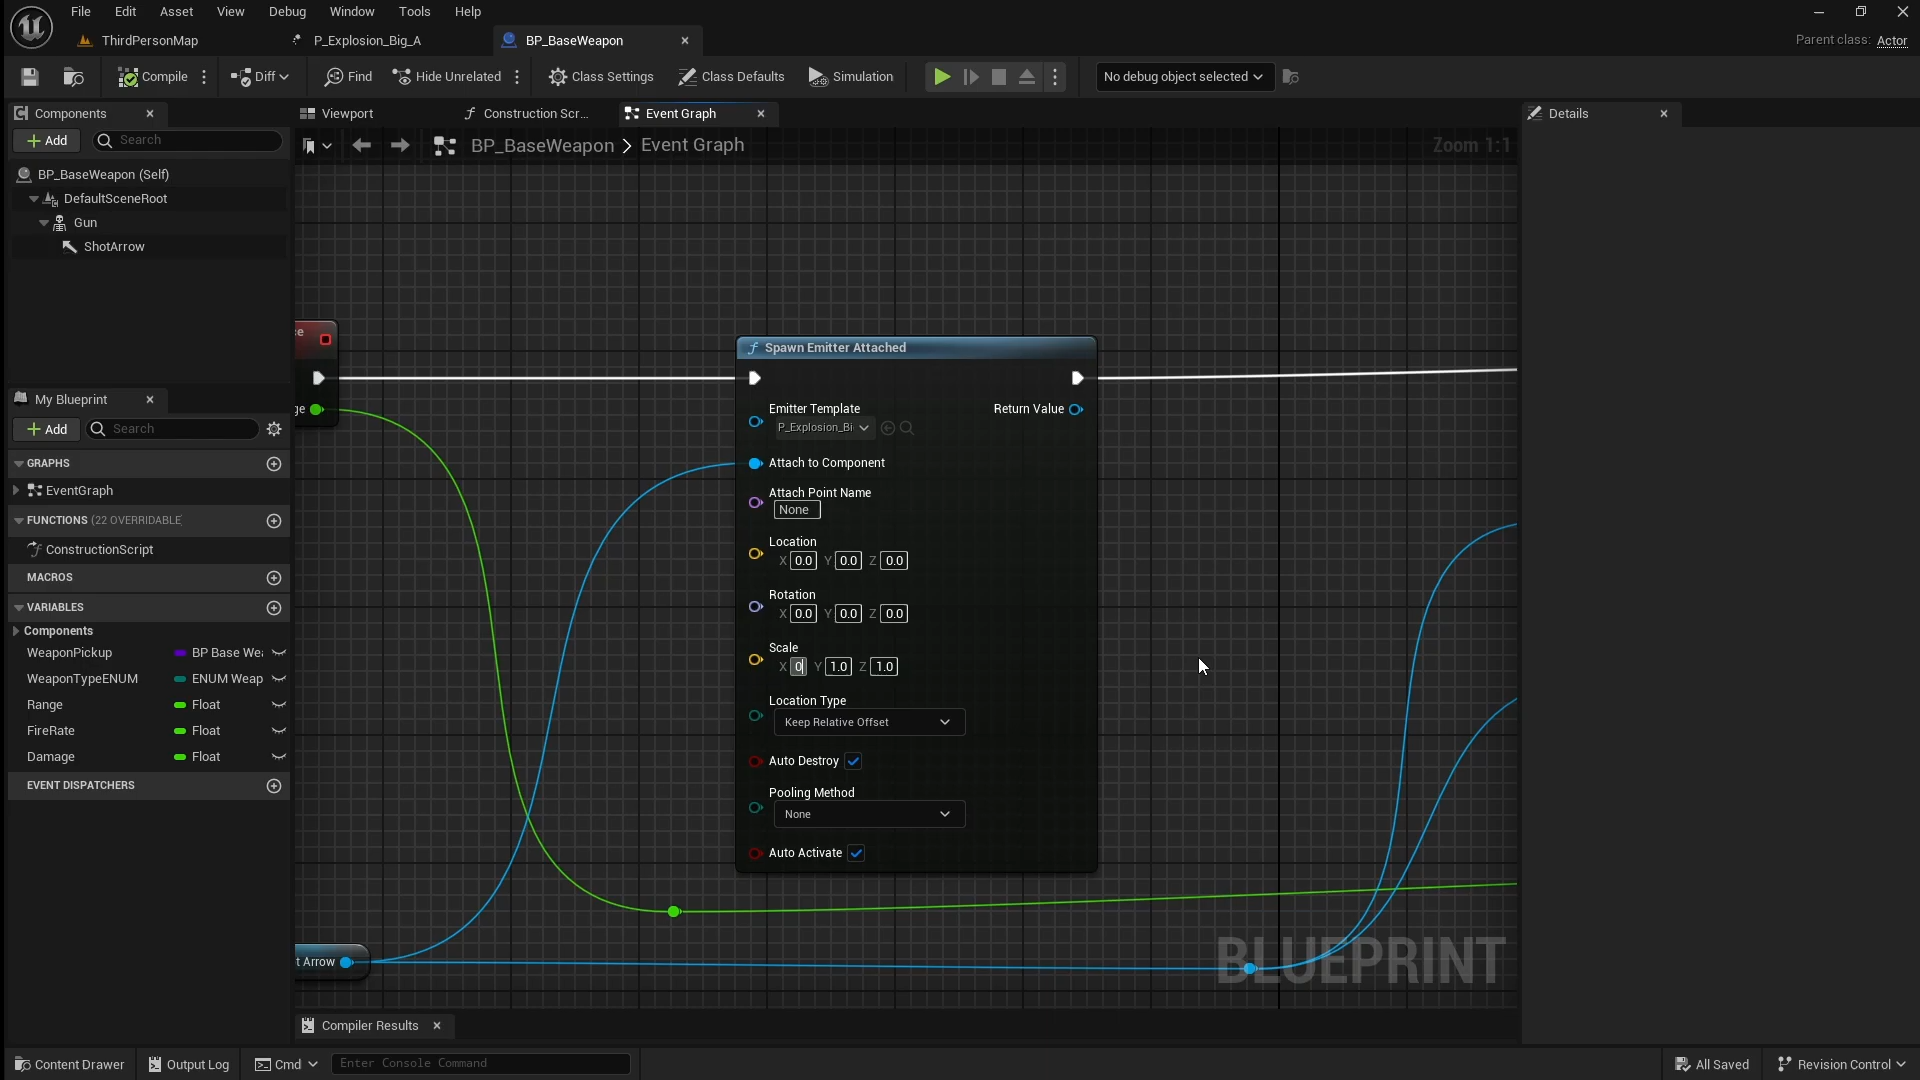 File Edit Asset View Debug Window Tools Help
ThirdPersonMap P_Explosion_Big_A BP_BaseWeapon
Parent class: Actor
Compile Diff Find Hide Unrelated Class Settings Class Defaults Simulation No debug object selected
Components
Viewport Construction Scr... Event Graph
Details
Add Search
BP_BaseWeapon > Event Graph
Zoom 1:1
BP_BaseWeapon (Self)
DefaultSceneRoot
Gun
ShotArrow
My Blueprint
Add Search
GRAPHS
EventGraph
FUNCTIONS (22 OVERRIDABLE
ConstructionScript
MACROS
VARIABLES
Components
WeaponPickup BP Base Wea
WeaponTypeENUM ENUM Weap
Range Float
FireRate Float
Damage Float
EVENT DISPATCHERS
se
ge
Spawn Emitter Attached
Emitter Template
Return Value
P_Explosion_Bi
Attach to Component
Attach Point Name
None
Location
X 0.0 Y 0.0 Z 0.0
Rotation
X 0.0 Y 0.0 Z 0.0
Scale
X 0 Y 1.0 Z 1.0
Location Type
Keep Relative Offset
Auto Destroy
Pooling Method
None
Auto Activate
t Arrow
BLUEPRINT
Compiler Results
Content Drawer Output Log Cmd Enter Console Command All Saved Revision Control